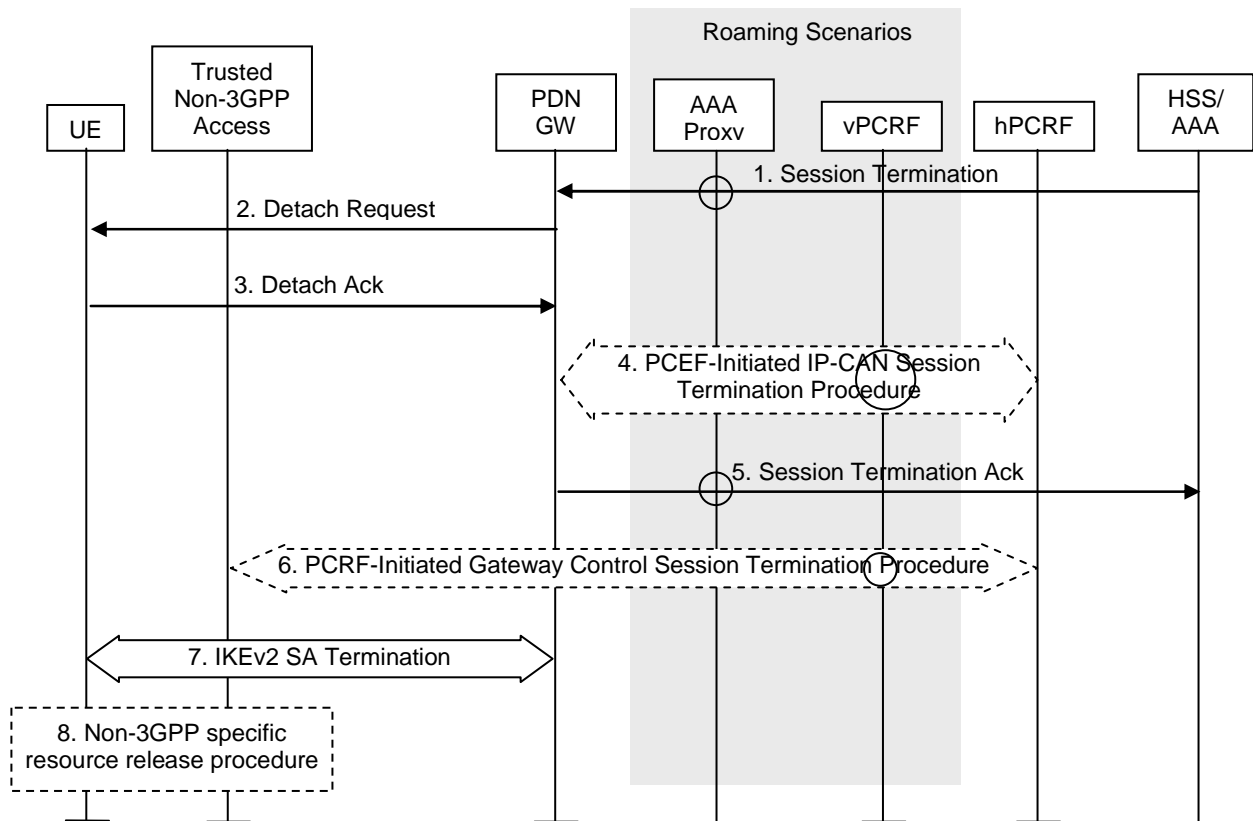 Roaming Scenarios
UE
Trusted
Non-3GPP
Access
PDN
GW
AAA
Proxv
vPCRF
hPCRF
HSS/
AAA
1. Session Termination
2. Detach Request
3. Detach Ack
4. PCEF-Initiated IP-CAN Session
Termination Procedure
5. Session Termination Ack
6. PCRF-Initiated Gateway Control Session Termination Procedure
7. IKEv2 SA Termination
8. Non-3GPP specific
resource release procedure